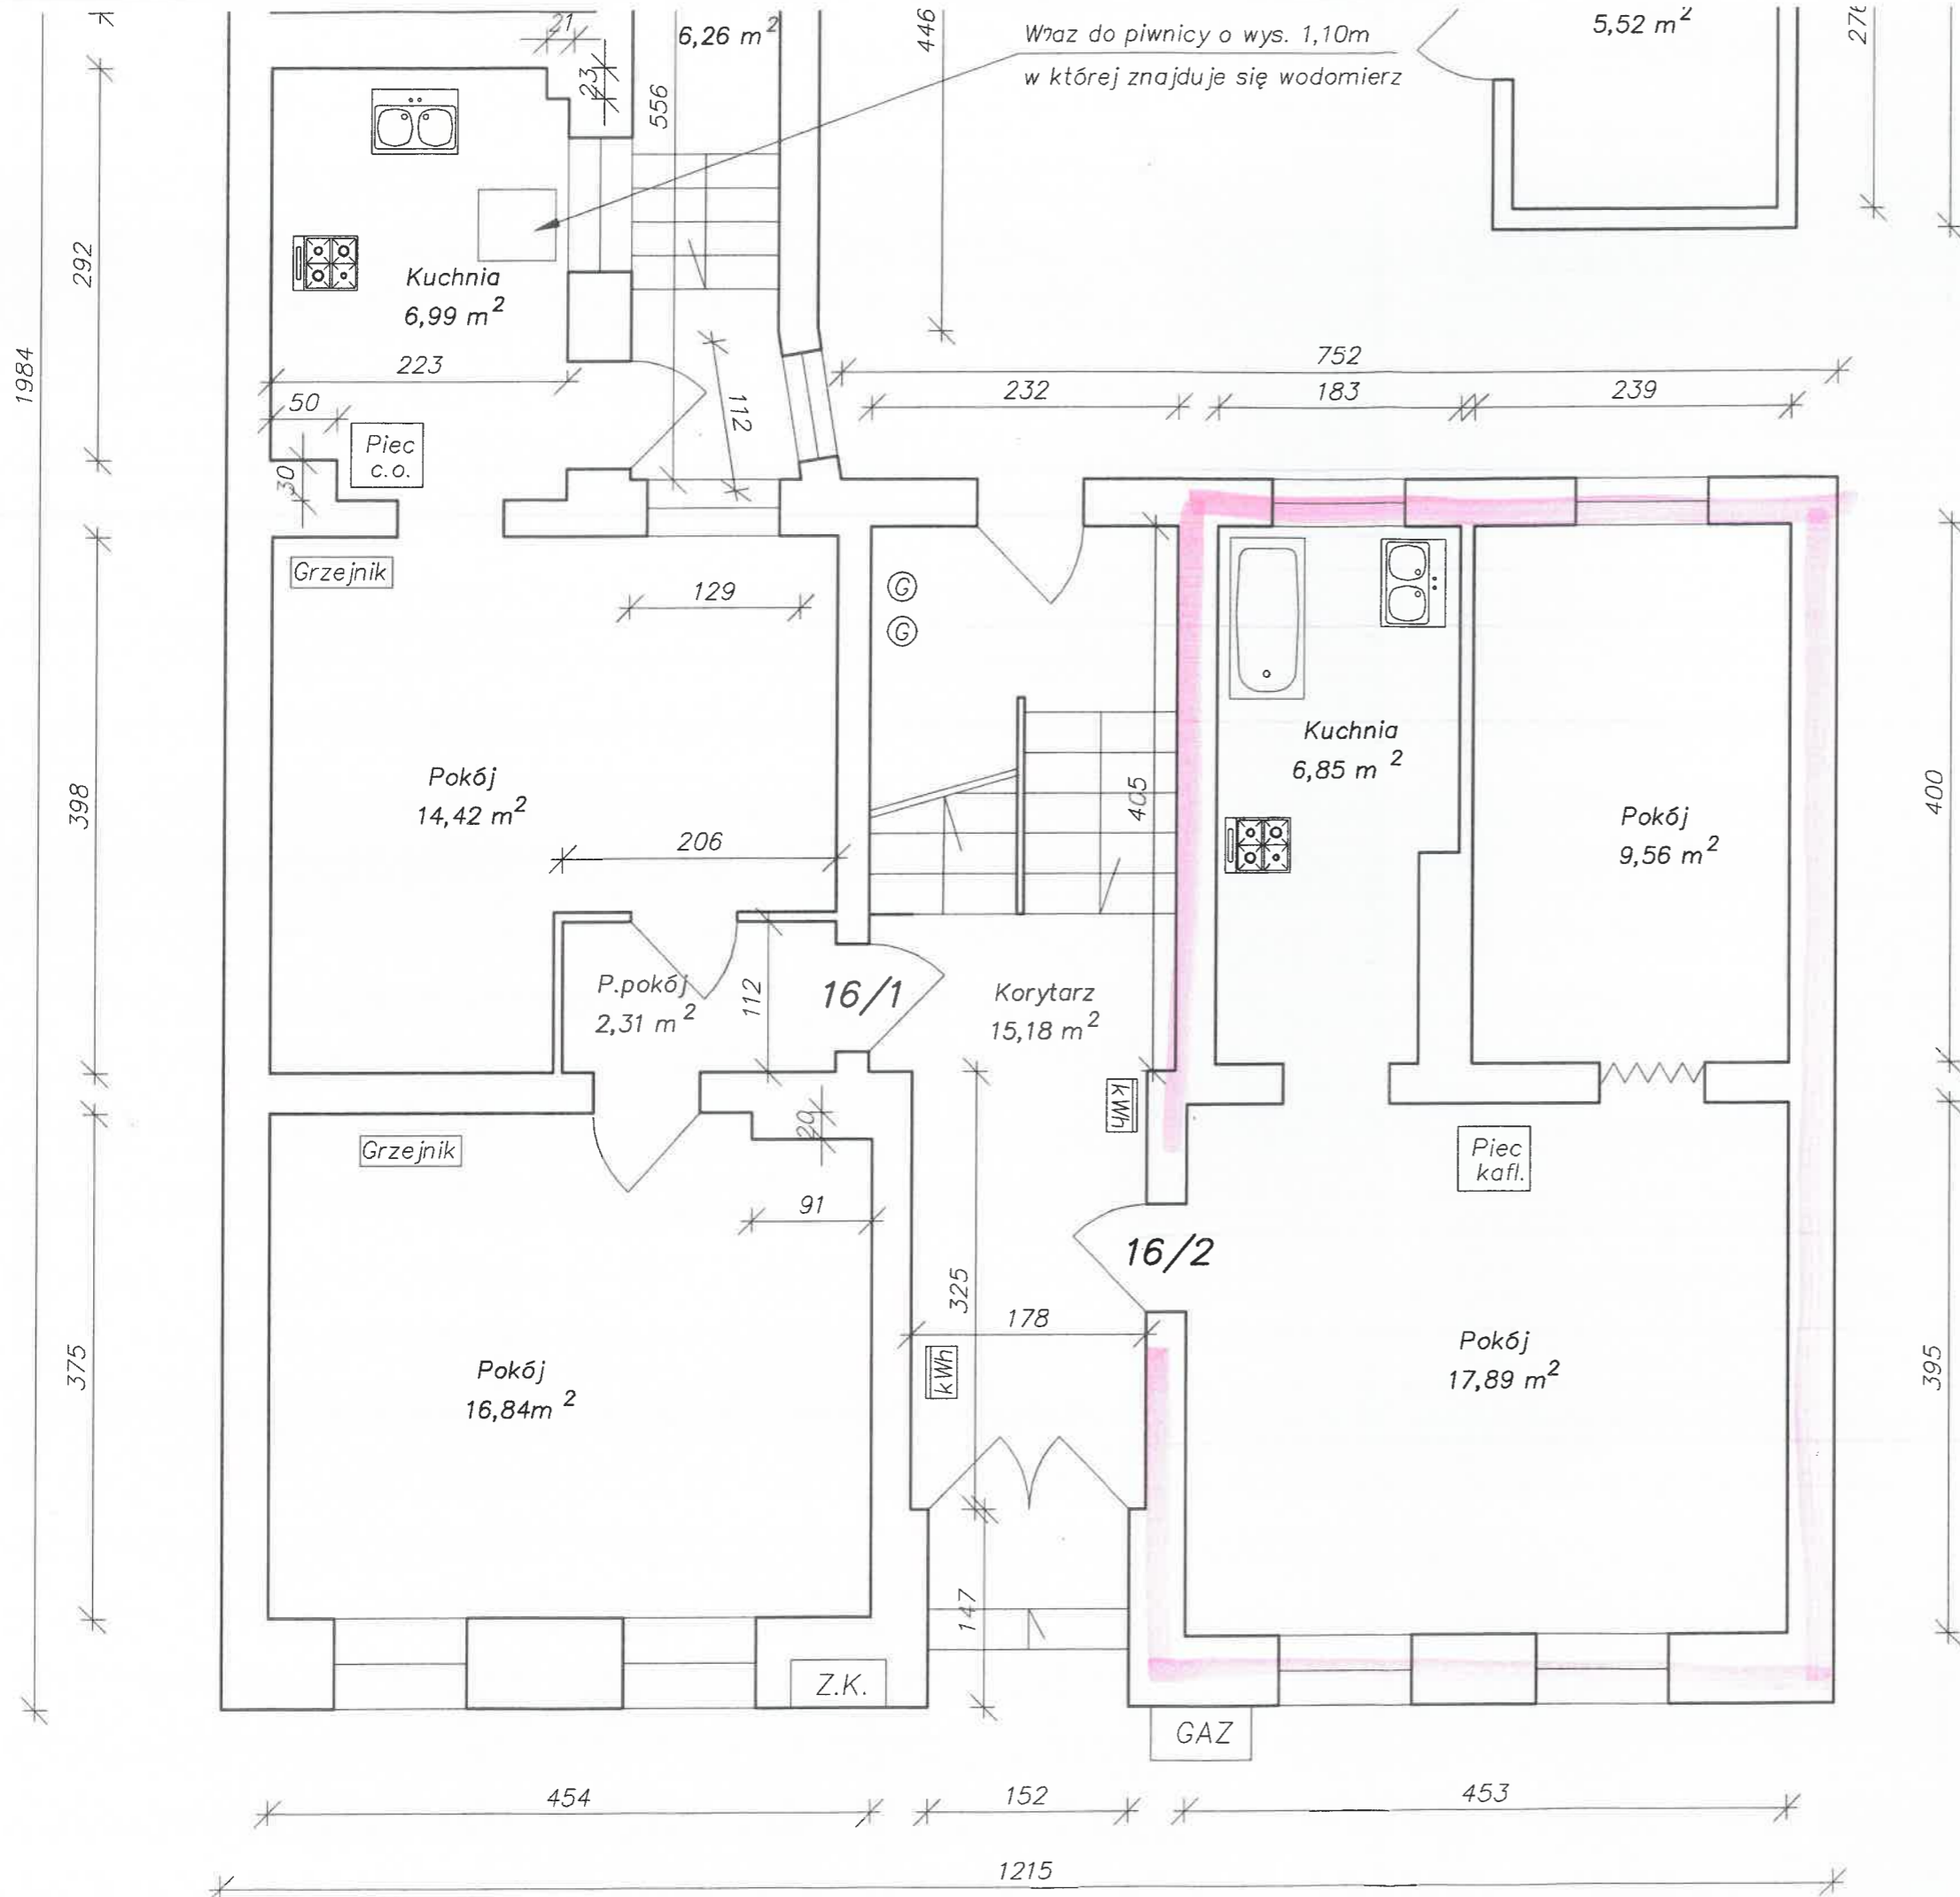 21
6,26 m²
446
Właz do piwnicy o wys. 1,10m
w której znajduje się wodomierz
5,52 m²
276
23
556
292
Kuchnia
6,99 m²
1984
223
752
50
112
232
183
239
Piec
c.o.
30
Grzejnik
129
G
G
Kuchnia
6,85 m²
Pokój
14,42 m²
398
405
400
Pokój
9,56 m²
206
P.pokój
2,31 m²
112
16/1
Korytarz
15,18 m²
kWh
20
Grzejnik
Piec
kafl.
91
16/2
325
178
Pokój
17,89 m²
375
Pokój
16,84m²
kWh
395
147
Z.K.
GAZ
454
152
453
1215